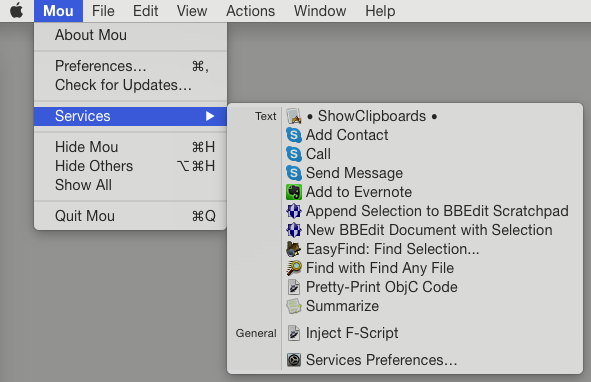 Mou File Edit View Actions Window Help
About Mou
Preferences… ⌘,
Check for Updates…
Services ▶
Text • ShowClipboards •
Add Contact
Call
Send Message
Add to Evernote
Append Selection to BBEdit Scratchpad
New BBEdit Document with Selection
EasyFind: Find Selection...
Find with Find Any File
Pretty-Print ObjC Code
Summarize
General Inject F-Script
Services Preferences…
Hide Mou ⌘H
Hide Others ⌥⌘H
Show All
Quit Mou ⌘Q